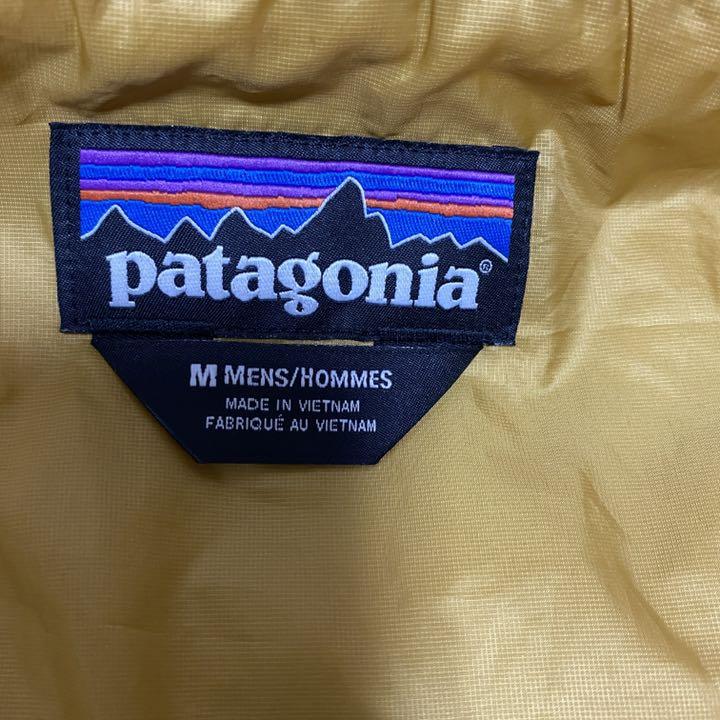 patagonia®
M MENS/HOMMES
MADE IN VIETNAM
FABRIQUÉ AU VIETNAM